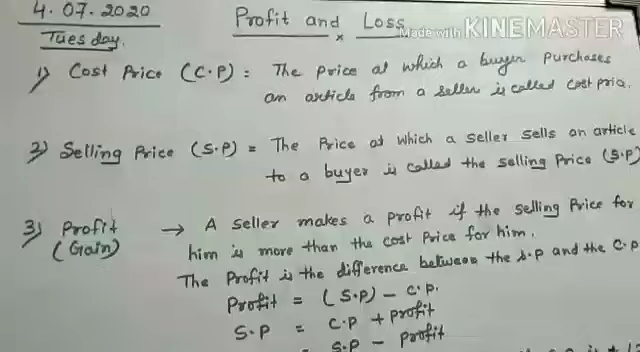 4.07.2020
Tuesday.
Profit and Loss
x
Made with KINEMASTER
1) Cost Price (C.P) : The price at which a buyer purchases
an article from a seller is called cost price.
2) Selling Price (S.P) = The Price at which a seller sells an article
to a buyer is called the selling Price (S.P)
3) Profit → A seller makes a profit if the selling Price for
(Gain) him is more than the cost Price for him.
The Profit is the difference between the S.P and the C.P
Profit = (S.P) - C.P.
S.P = C.P + Profit
S.P - Profit